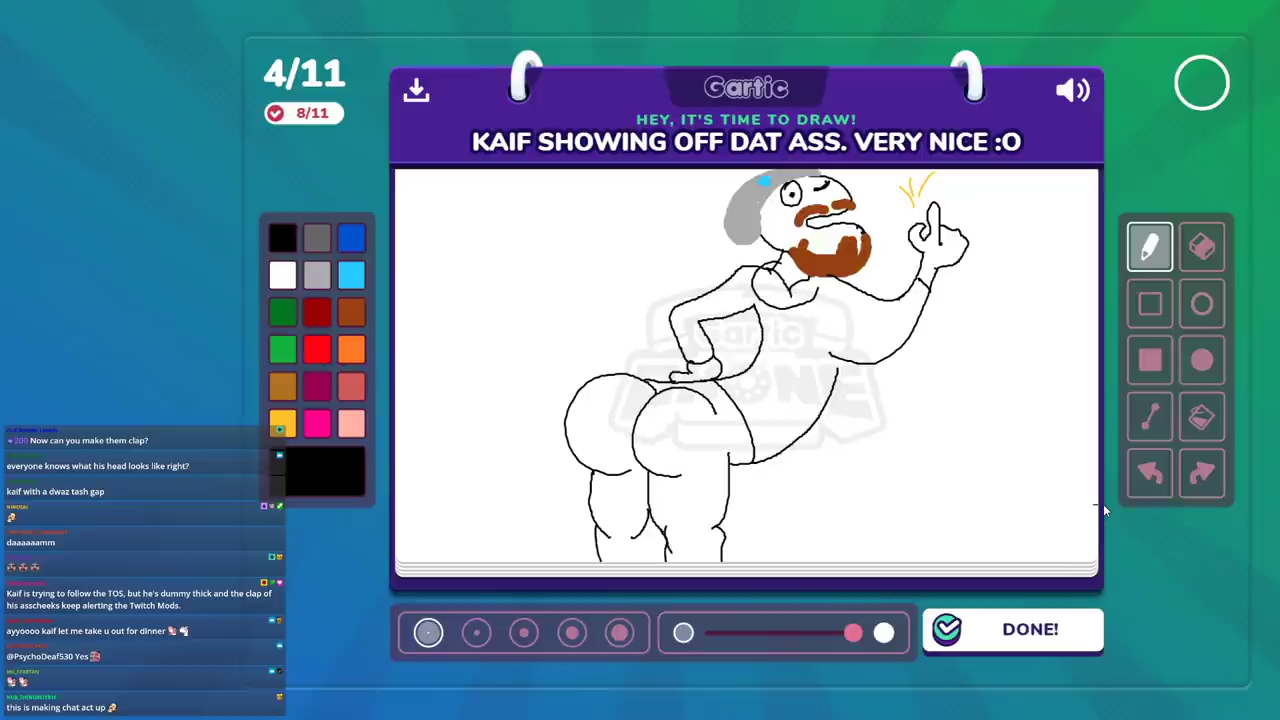 4/11
8/11
Gartic
HEY, IT'S TIME TO DRAW!
KAIF SHOWING OFF DAT ASS. VERY NICE :O
Gartic
PHONE
+200 Now can you make them clap?
everyone knows what his head looks like right?
kaif with a dwaz tash gap
daaaaaamm
Kaif is trying to follow the TOS, but he's dummy thick and the clap of
his asscheeks keep alerting the Twitch Mods.
ayyoooo kaif let me take u out for dinner
@PsychoDeaf530 Yes
this is making chat act up
DONE!